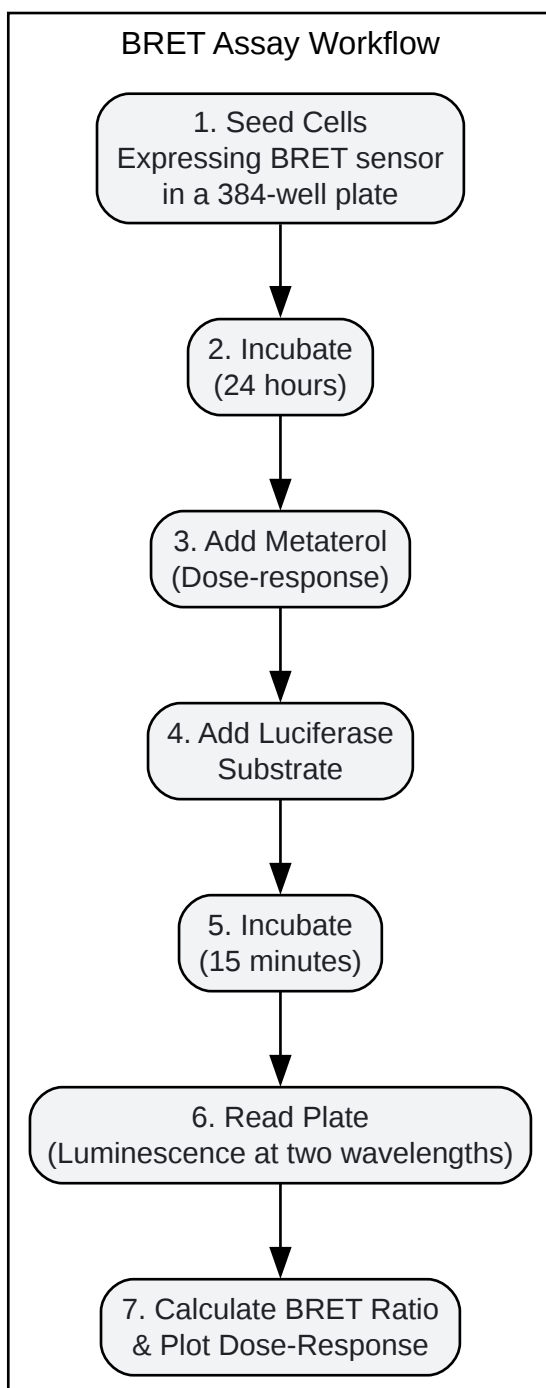 BRET Assay Workflow
1. Seed Cells
Expressing BRET sensor
in a 384-well plate
2. Incubate
(24 hours)
3. Add Metaterol
(Dose-response)
4. Add Luciferase
Substrate
5. Incubate
(15 minutes)
6. Read Plate
(Luminescence at two wavelengths)
7. Calculate BRET Ratio
& Plot Dose-Response